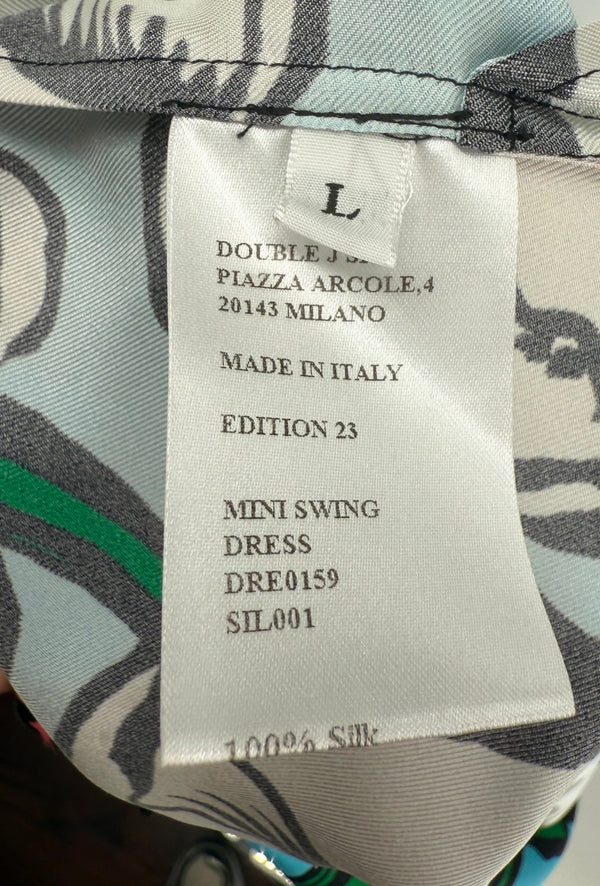 L
DOUBLE J
PIAZZA ARCOLE,4
20143 MILANO
MADE IN ITALY
EDITION 23
MINI SWING
DRESS
DRE0159
SIL001
100% Silk